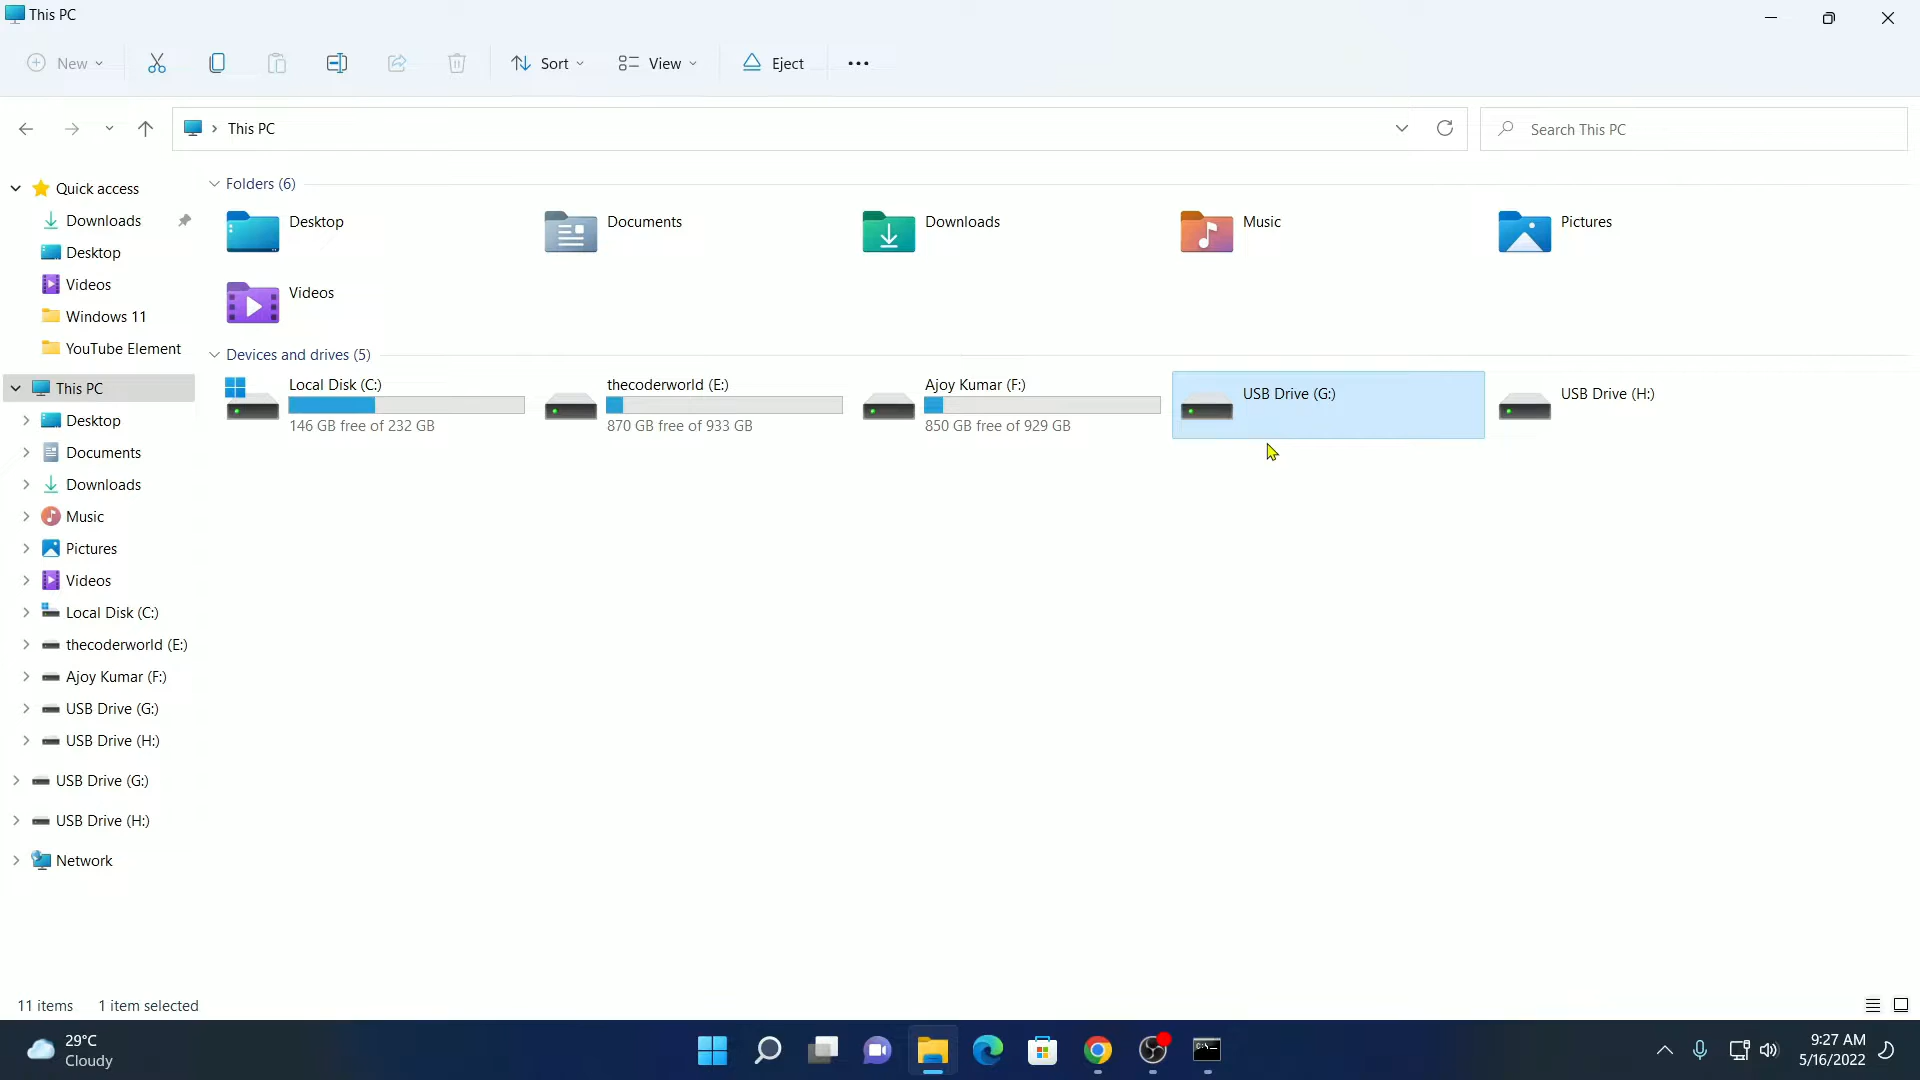 This PC
New
Sort
View
Eject
This PC
Search This PC
Quick access
Downloads
Desktop
Videos
Windows 11
YouTube Element
This PC
Desktop
Documents
Downloads
Music
Pictures
Videos
Local Disk (C:)
thecoderworld (E:)
Ajoy Kumar (F:)
USB Drive (G:)
USB Drive (H:)
USB Drive (G:)
USB Drive (H:)
Network
Folders (6)
Desktop
Documents
Downloads
Music
Pictures
Videos
Devices and drives (5)
Local Disk (C:)
146 GB free of 232 GB
thecoderworld (E:)
870 GB free of 933 GB
Ajoy Kumar (F:)
850 GB free of 929 GB
USB Drive (G:)
USB Drive (H:)
11 items
1 item selected
29°C
Cloudy
9:27 AM
5/16/2022